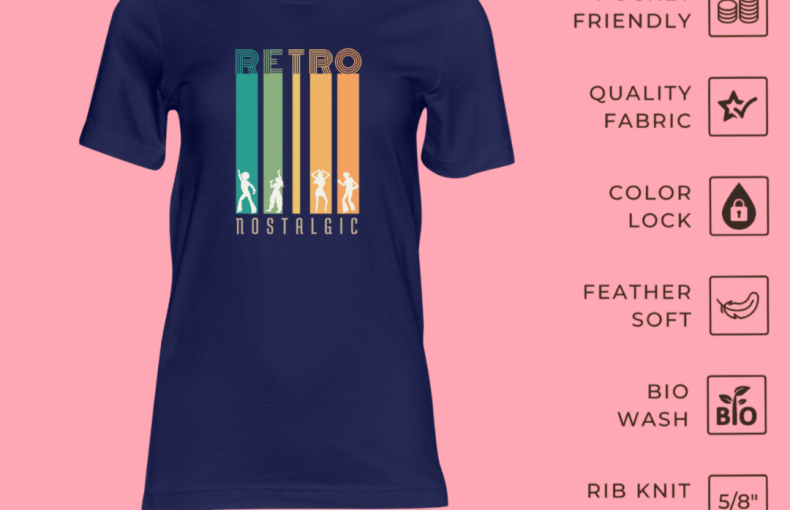 RETRO
NOSTALGIC
FRIENDLY
QUALITY
FABRIC
COLOR
LOCK
FEATHER
SOFT
BIO
WASH
BIO
RIB KNIT
5/8"